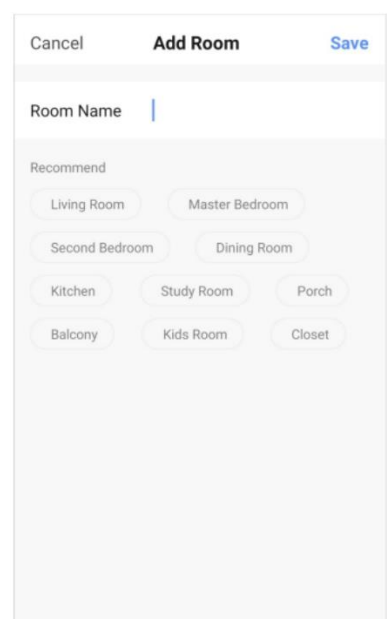 Cancel Add Room Save
Room Name
Recommend
Living Room Master Bedroom
Second Bedroom Dining Room
Kitchen Study Room Porch
Balcony Kids Room Closet